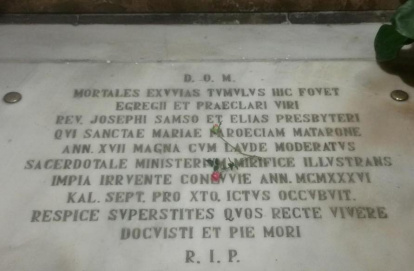 D. O. M.
MORTALES EXUVIAS TVMVLVS HIC FOVET
EGREGII ET PRAECLARI VIRI
REV. JOSEPHI SAMSO ET ELIAS PRESBYTERI
QVI SANCTAE MARIAE PAROECIAM MATARONE
ANN. XVII MAGNA CVM LAVDE MODERATVS
SACERDOTALE MINISTERIVM MIRIFICE ILLVSTRANS
IMPIA IRRVENTE ANN. MCMXXXVI
KAL. SEPT. PRO XTO. ICTVS OCCVBVIT.
RESPICE SVPERSTITES QVOS RECTE VIVERE
DOCVISTI ET PIE MORI
R. I. P.